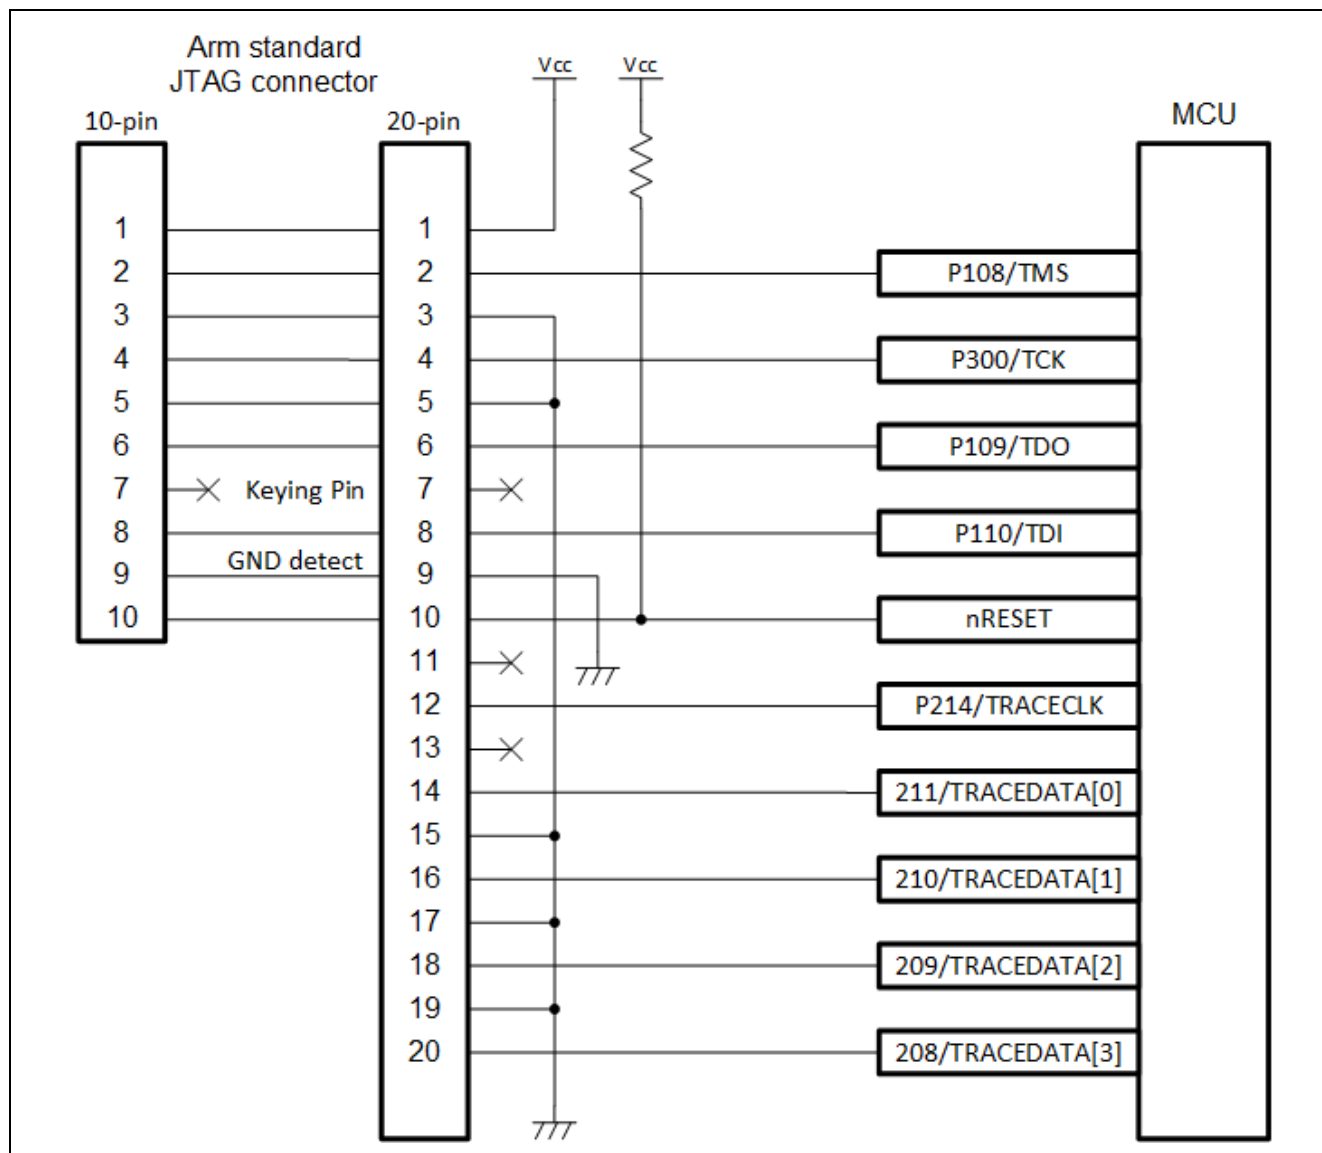 Arm standard
JTAG connector
10-pin
20-pin
Vcc
Vcc
MCU
1
1
2
2
P108/TMS
3
3
4
4
P300/TCK
5
5
6
6
P109/TDO
7
Keying Pin
7
8
8
P110/TDI
GND detect
9
9
10
10
nRESET
11
12
P214/TRACECLK
13
14
211/TRACEDATA[0]
15
16
210/TRACEDATA[1]
17
18
209/TRACEDATA[2]
19
20
208/TRACEDATA[3]